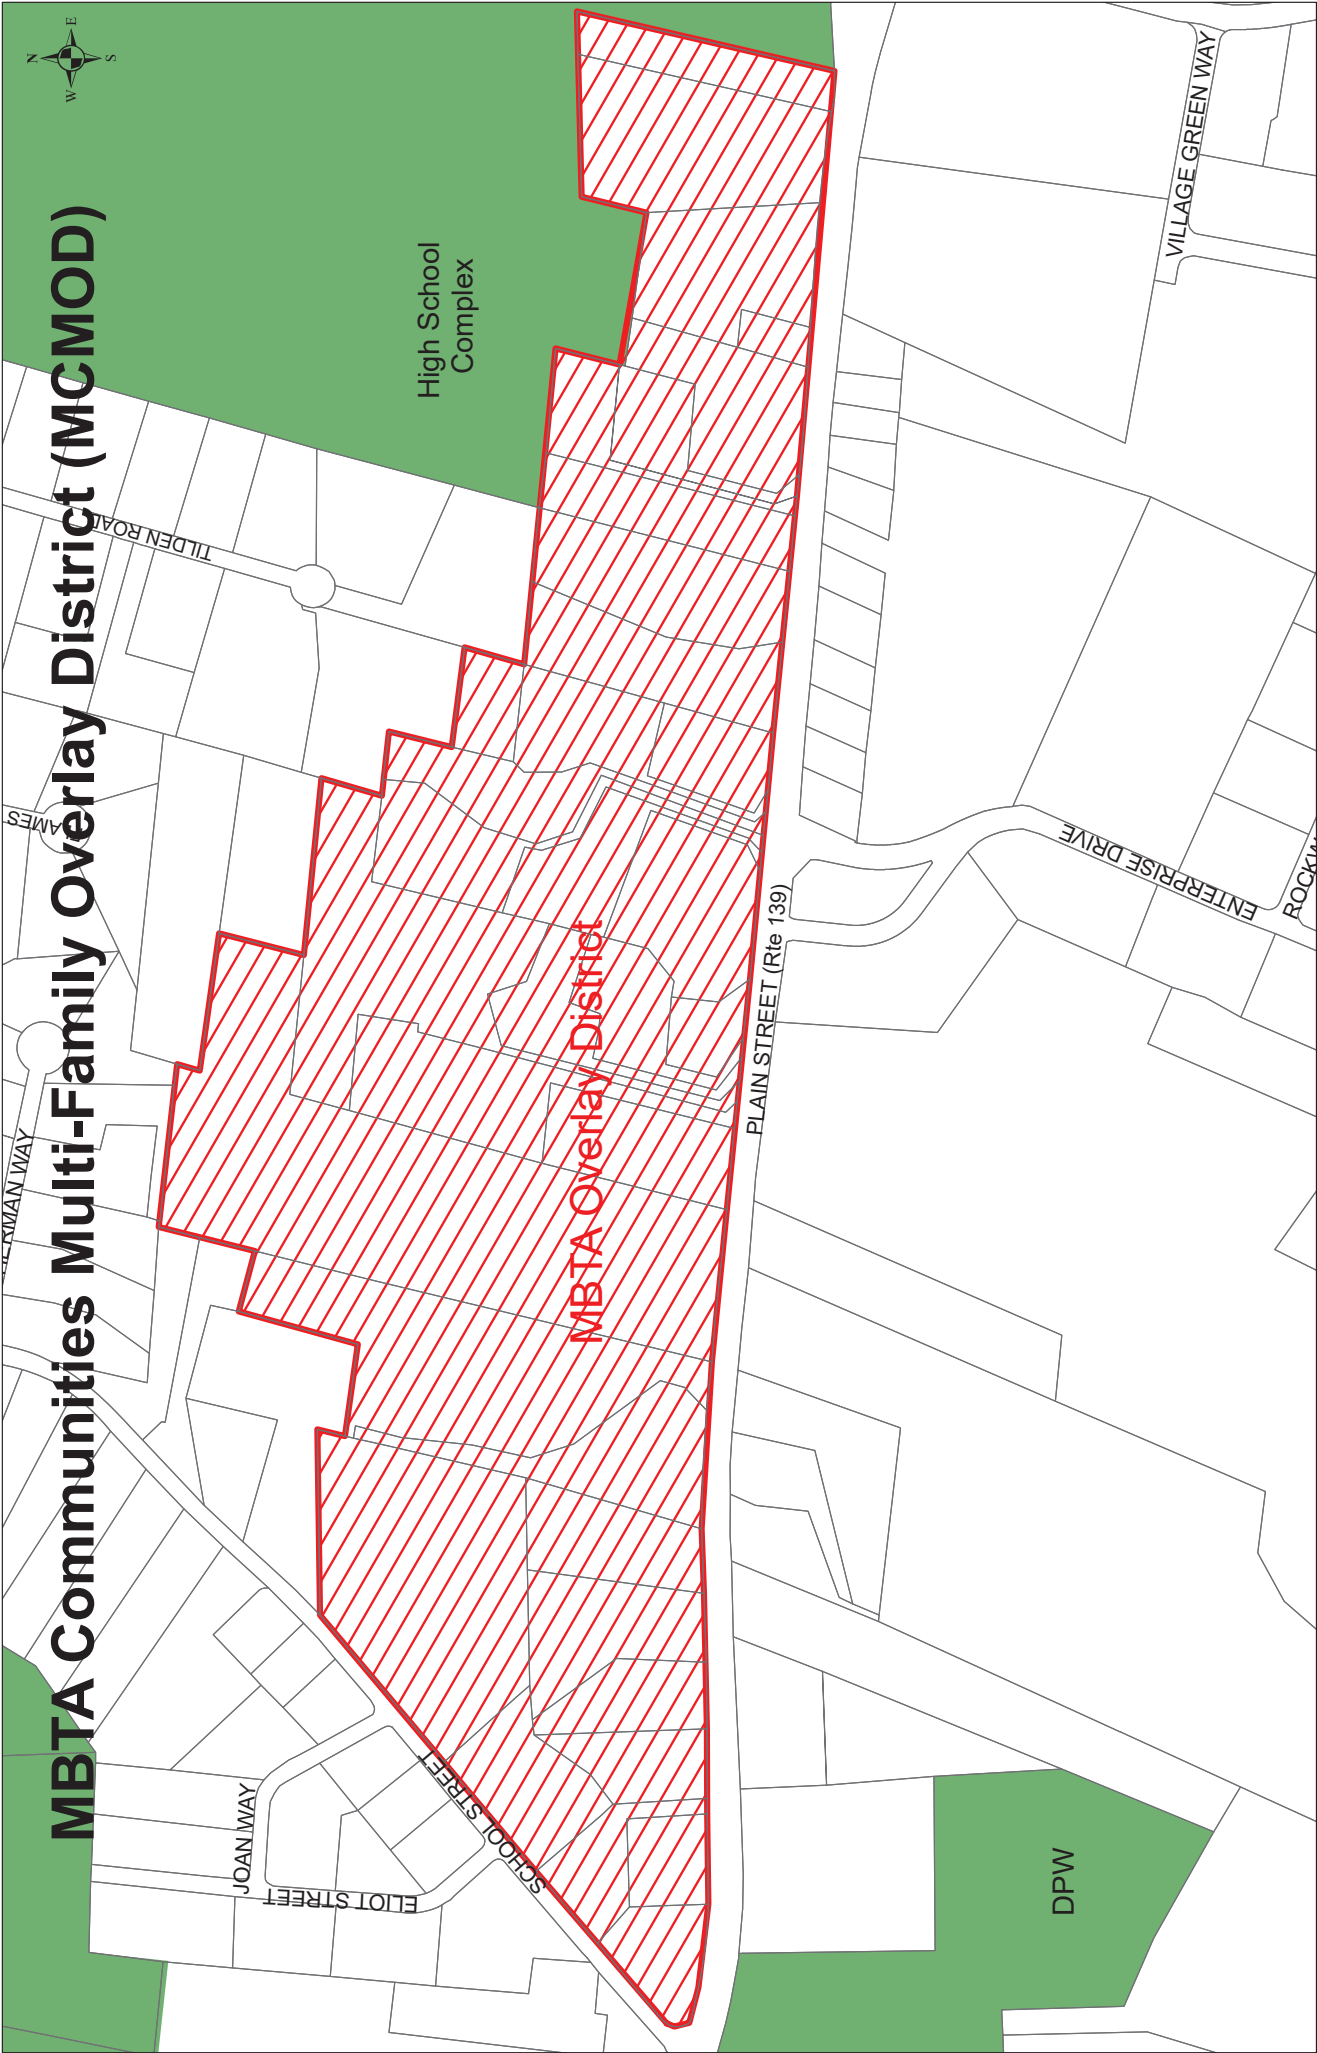 MBTA Communities Multi-Family Overlay District (MCMOD)
N
E
S
W
High School
Complex
TILDEN ROAD
JOAN WAY
ELIOT STREET
SCHOOL STREET
MBTA Overlay District
PLAIN STREET (Rte 139)
ENTERPRISE DRIVE
VILLAGE GREEN WAY
DPW